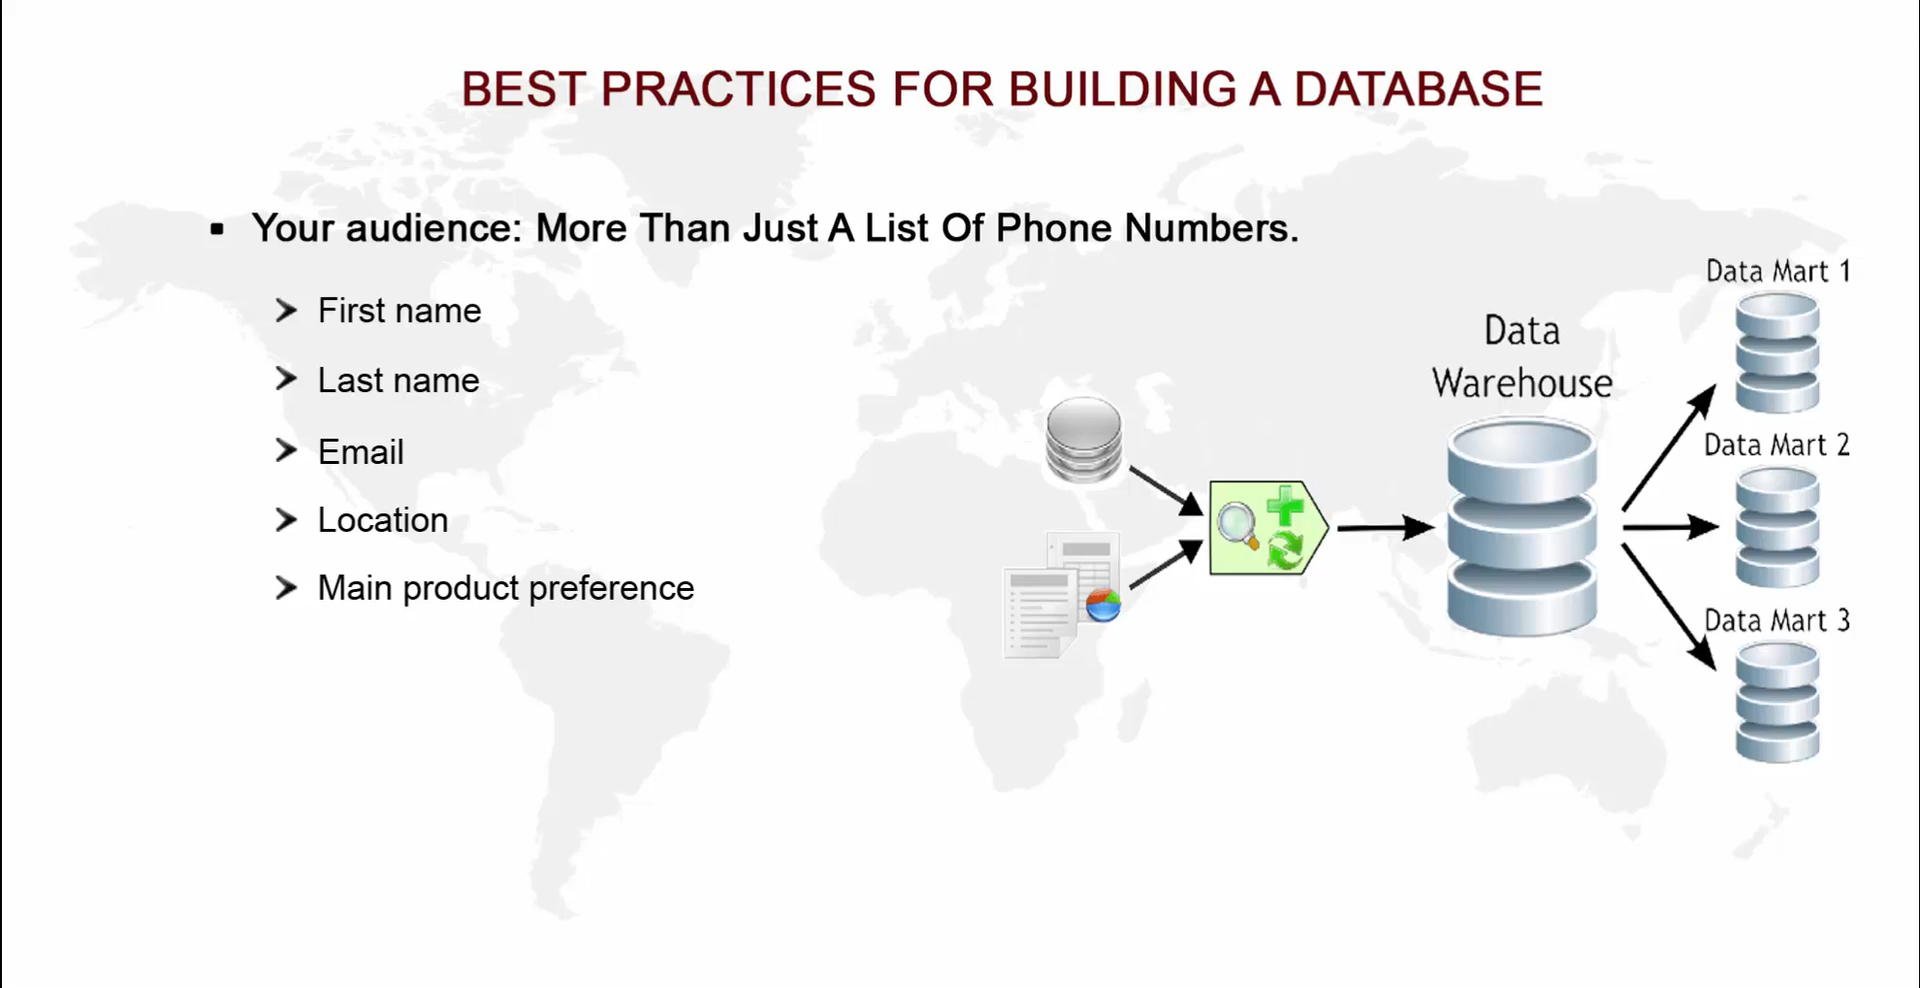 BEST PRACTICES FOR BUILDING A DATABASE
Your audience: More Than Just A List Of Phone Numbers.
First name
Last name
Email
Location
Main product preference
Data
Warehouse
Data Mart 1
Data Mart 2
Data Mart 3